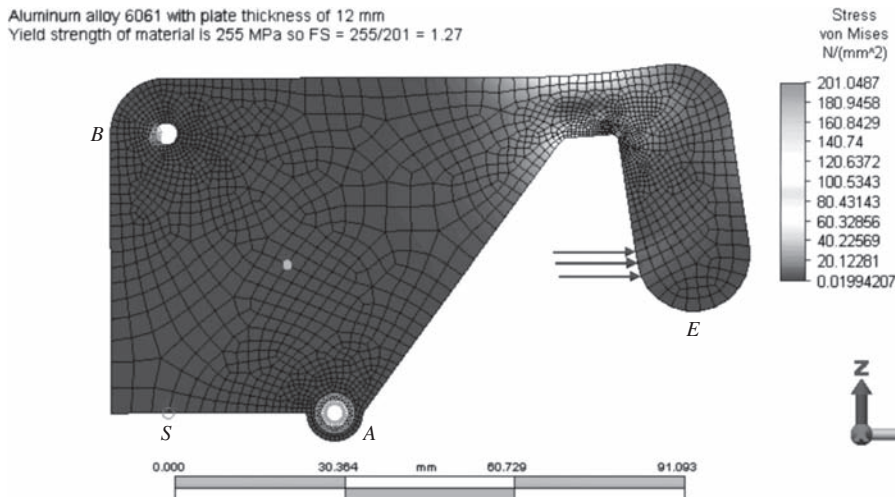 Aluminum alloy 6061 with plate thickness of 12 mm
Yield strength of material is 255 MPa so FS = 255/201 = 1.27
Stress
von Mises
N/(mm^2)
201.0487
180.9458
160.8429
140.74
120.6372
100.5343
80.43143
60.32856
40.22569
20.12281
0.01994207
B
E
S
A
Z
0.000 30.364 mm 60.729 91.093